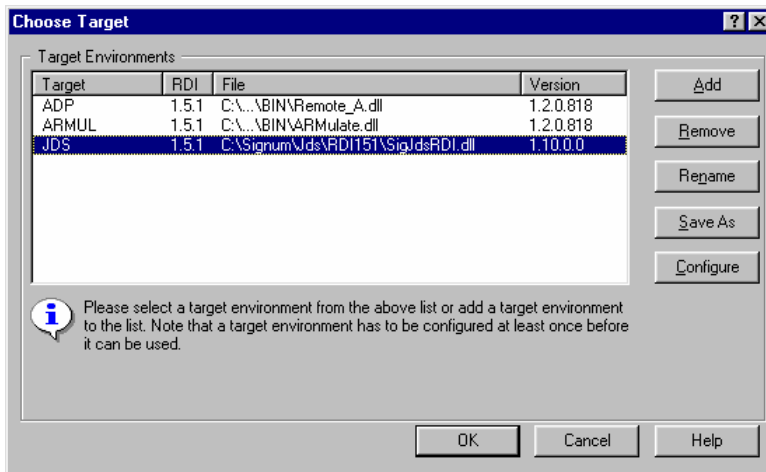 Choose Target
Target Environments
Target RDI File Version
ADP 1.5.1 C:\...\BIN\Remote_A.dll 1.2.0.818
ARMUL 1.5.1 C:\...\BIN\ARMulate.dll 1.2.0.818
JDS 1.5.1 C:\Signum\Jds\RDI151\SigJdsRDI.dll 1.10.0.0
Add
Remove
Rename
Save As
Configure
Please select a target environment from the above list or add a target environment
to the list. Note that a target environment has to be configured at least once before
it can be used.
OK Cancel Help